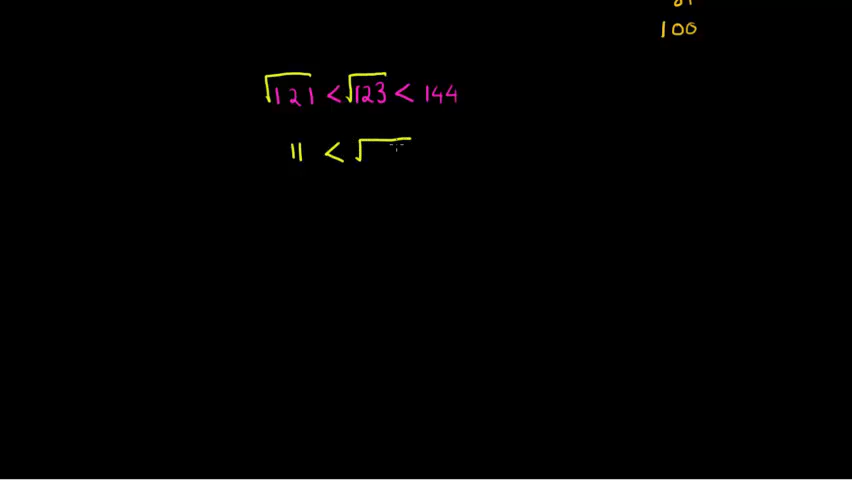 100
√121 < √123 < 144
11 < √